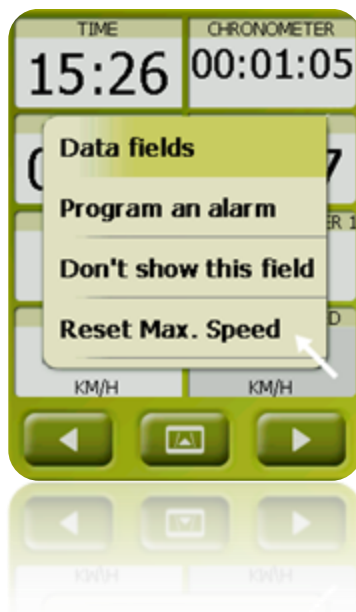 TIME CHRONOMETER
15:26 00:01:05
Data fields
Program an alarm
Don't show this field
Reset Max. Speed
KM/H KM/H